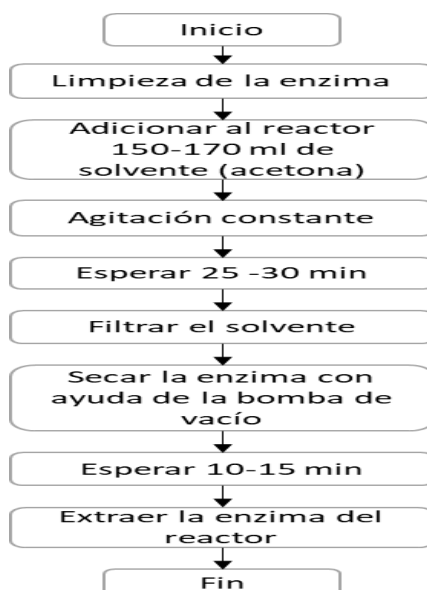 Inicio
Limpieza de la enzima
Adicionar al reactor
150-170 ml de
solvente (acetona)
Agitación constante
Esperar 25 -30 min
Filtrar el solvente
Secar la enzima con
ayuda de la bomba de
vacío
Esperar 10-15 min
Extraer la enzima del
reactor
Fin